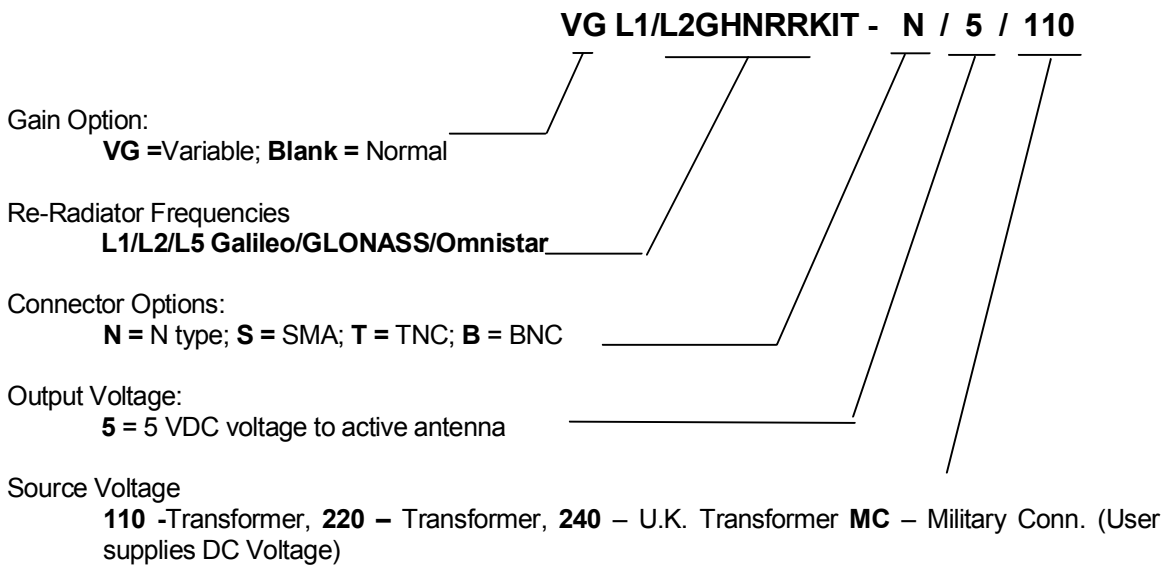 VG L1/L2GHNRRKIT - N / 5 / 110
Gain Option:
VG =Variable; Blank = Normal
Re-Radiator Frequencies
L1/L2/L5 Galileo/GLONASS/Omnistar
Connector Options:
N = N type; S = SMA; T = TNC; B = BNC
Output Voltage:
5 = 5 VDC voltage to active antenna
Source Voltage
110 -Transformer, 220 – Transformer, 240 – U.K. Transformer MC – Military Conn. (User
supplies DC Voltage)